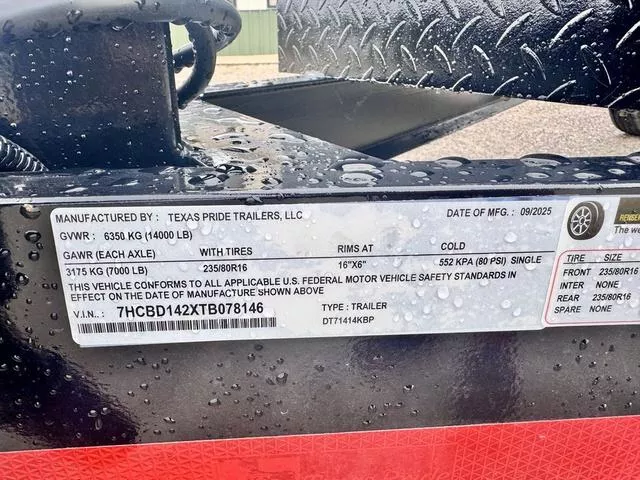 MANUFACTURED BY : TEXAS PRIDE TRAILERS, LLC DATE OF MFG. : 09/2025
GVWR : 6350 KG (14000 LB)
GAWR (EACH AXLE) WITH TIRES RIMS AT COLD
3175 KG (7000 LB) 235/80R16 16"X6" 552 KPA (80 PSI) SINGLE
THIS VEHICLE CONFORMS TO ALL APPLICABLE U.S. FEDERAL MOTOR VEHICLE SAFETY STANDARDS IN
EFFECT ON THE DATE OF MANUFACTURE SHOWN ABOVE
V.I.N.. : 7HCBD142XTB078146 TYPE : TRAILER
DT71414KBP
The we
TIRE SIZE
FRONT 235/80R16
MIDDLE NONE
REAR 235/80R16
SPARE NONE